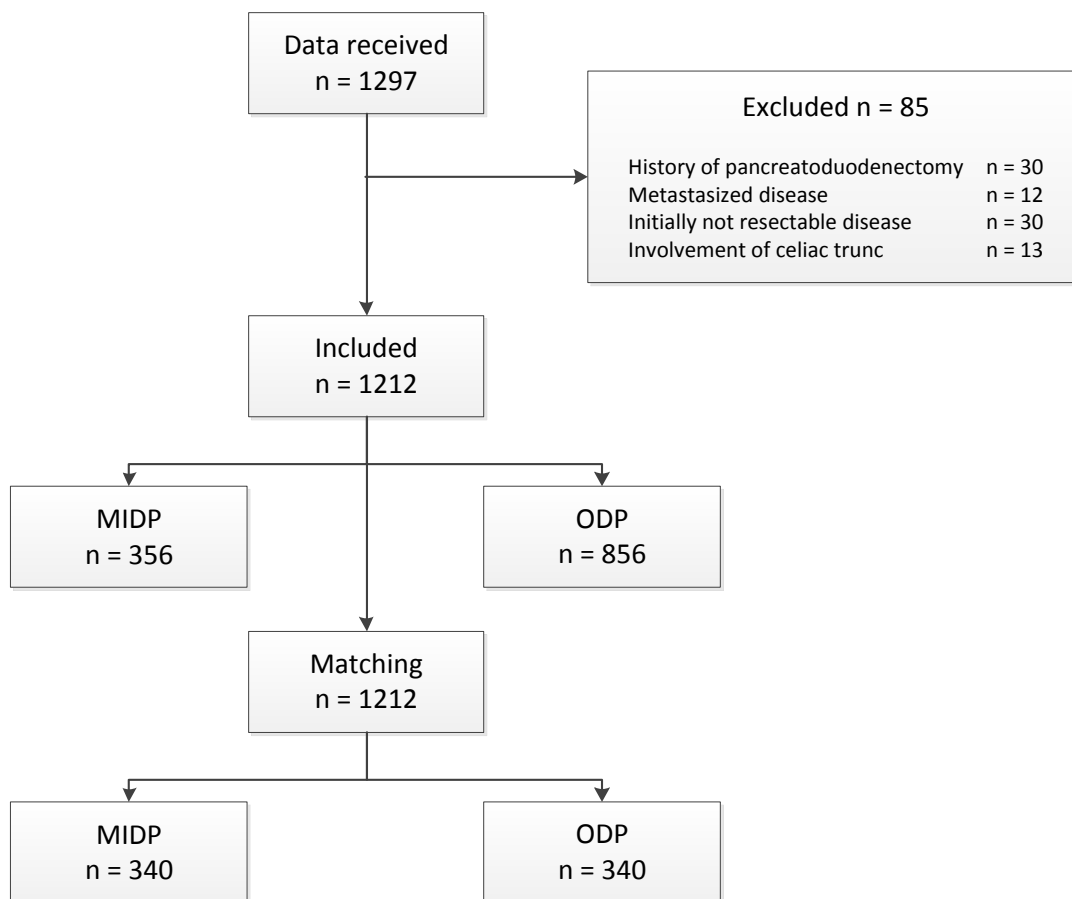 Data received
n = 1297
Excluded n = 85
History of pancreatoduodenectomy n = 30
Metastasized disease n = 12
Initially not resectable disease n = 30
Involvement of celiac trunc n = 13
Included
n = 1212
MIDP
n = 356
ODP
n = 856
Matching
n = 1212
MIDP
n = 340
ODP
n = 340